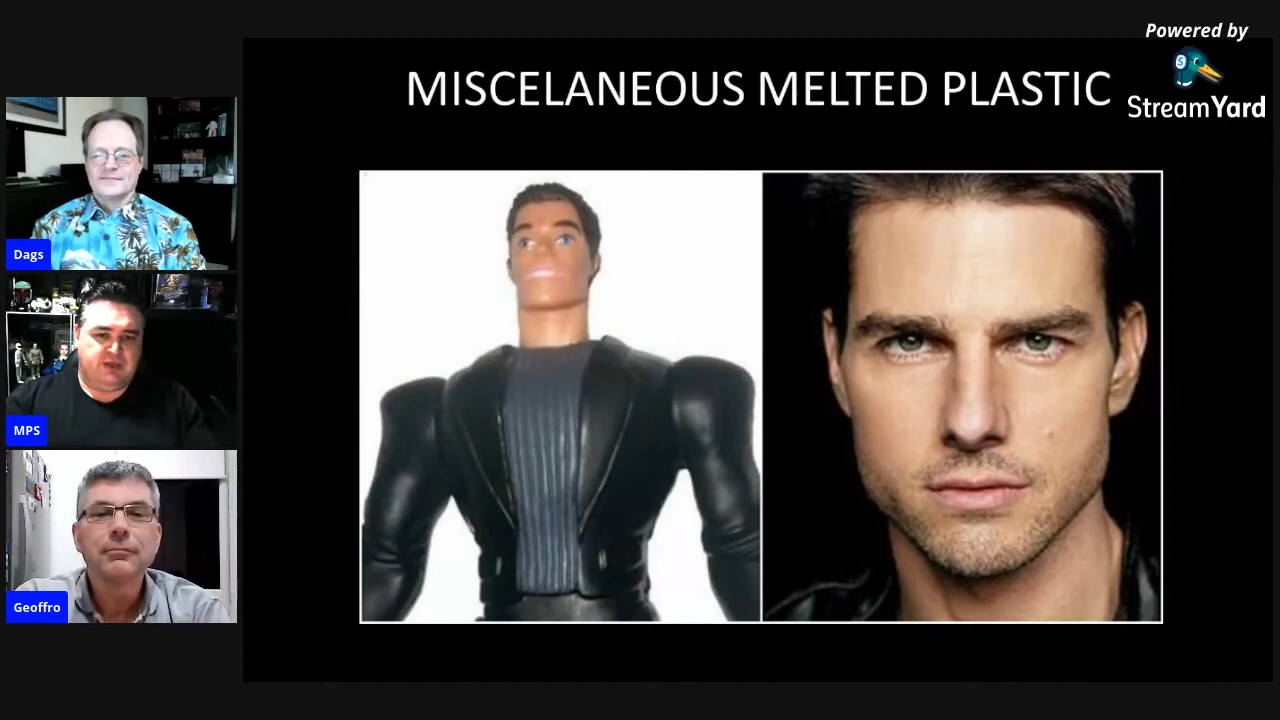 Powered by
StreamYard
MISCELANEOUS MELTED PLASTIC
Dags
MPS
Geoffro